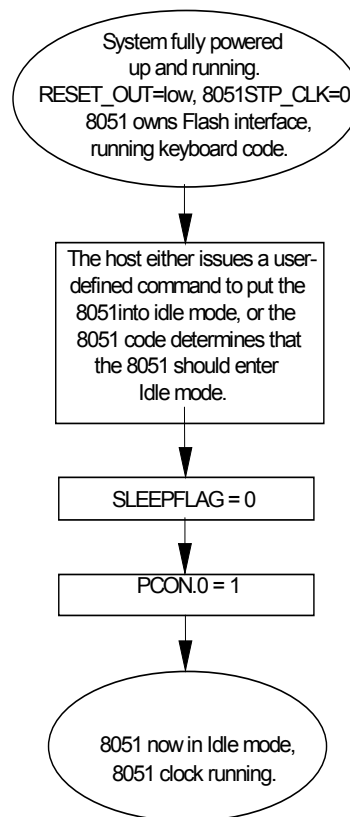 System fully powered
up and running.
RESET_OUT=low, 8051STP_CLK=0
8051 owns Flash interface,
running keyboard code.
The host either issues a user-
defined command to put the
8051into idle mode, or the
8051 code determines that
the 8051 should enter
Idle mode.
SLEEPFLAG = 0
PCON.0 = 1
8051 now in Idle mode,
8051 clock running.